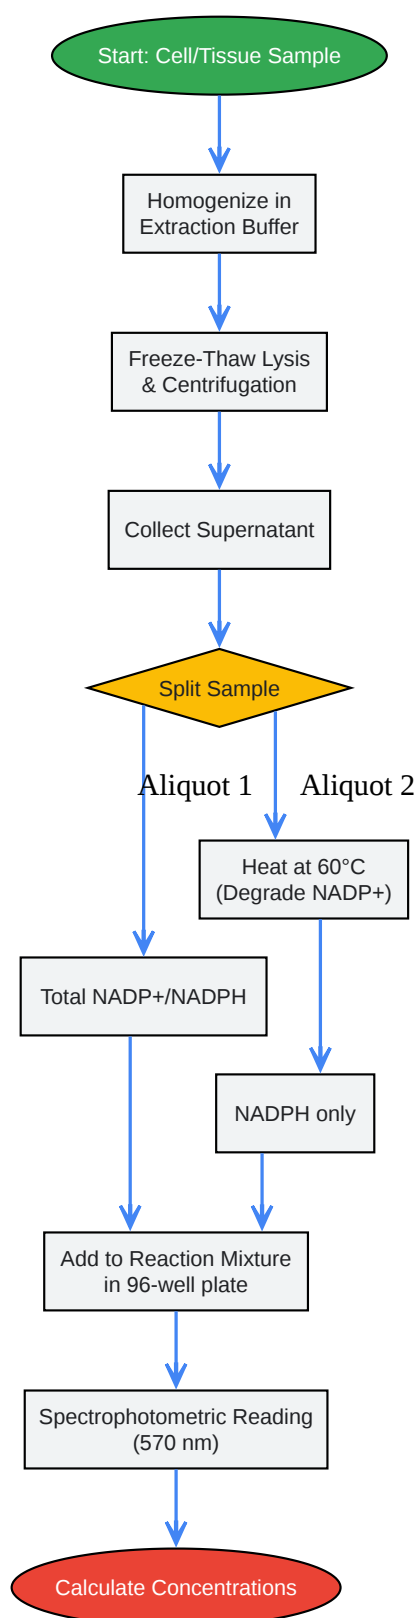 Start: Cell/Tissue Sample
Homogenize in
Extraction Buffer
Freeze-Thaw Lysis
& Centrifugation
Collect Supernatant
Split Sample
Aliquot 1
Aliquot 2
Heat at 60°C
(Degrade NADP+)
Total NADP+/NADPH
NADPH only
Add to Reaction Mixture
in 96-well plate
Spectrophotometric Reading
(570 nm)
Calculate Concentrations